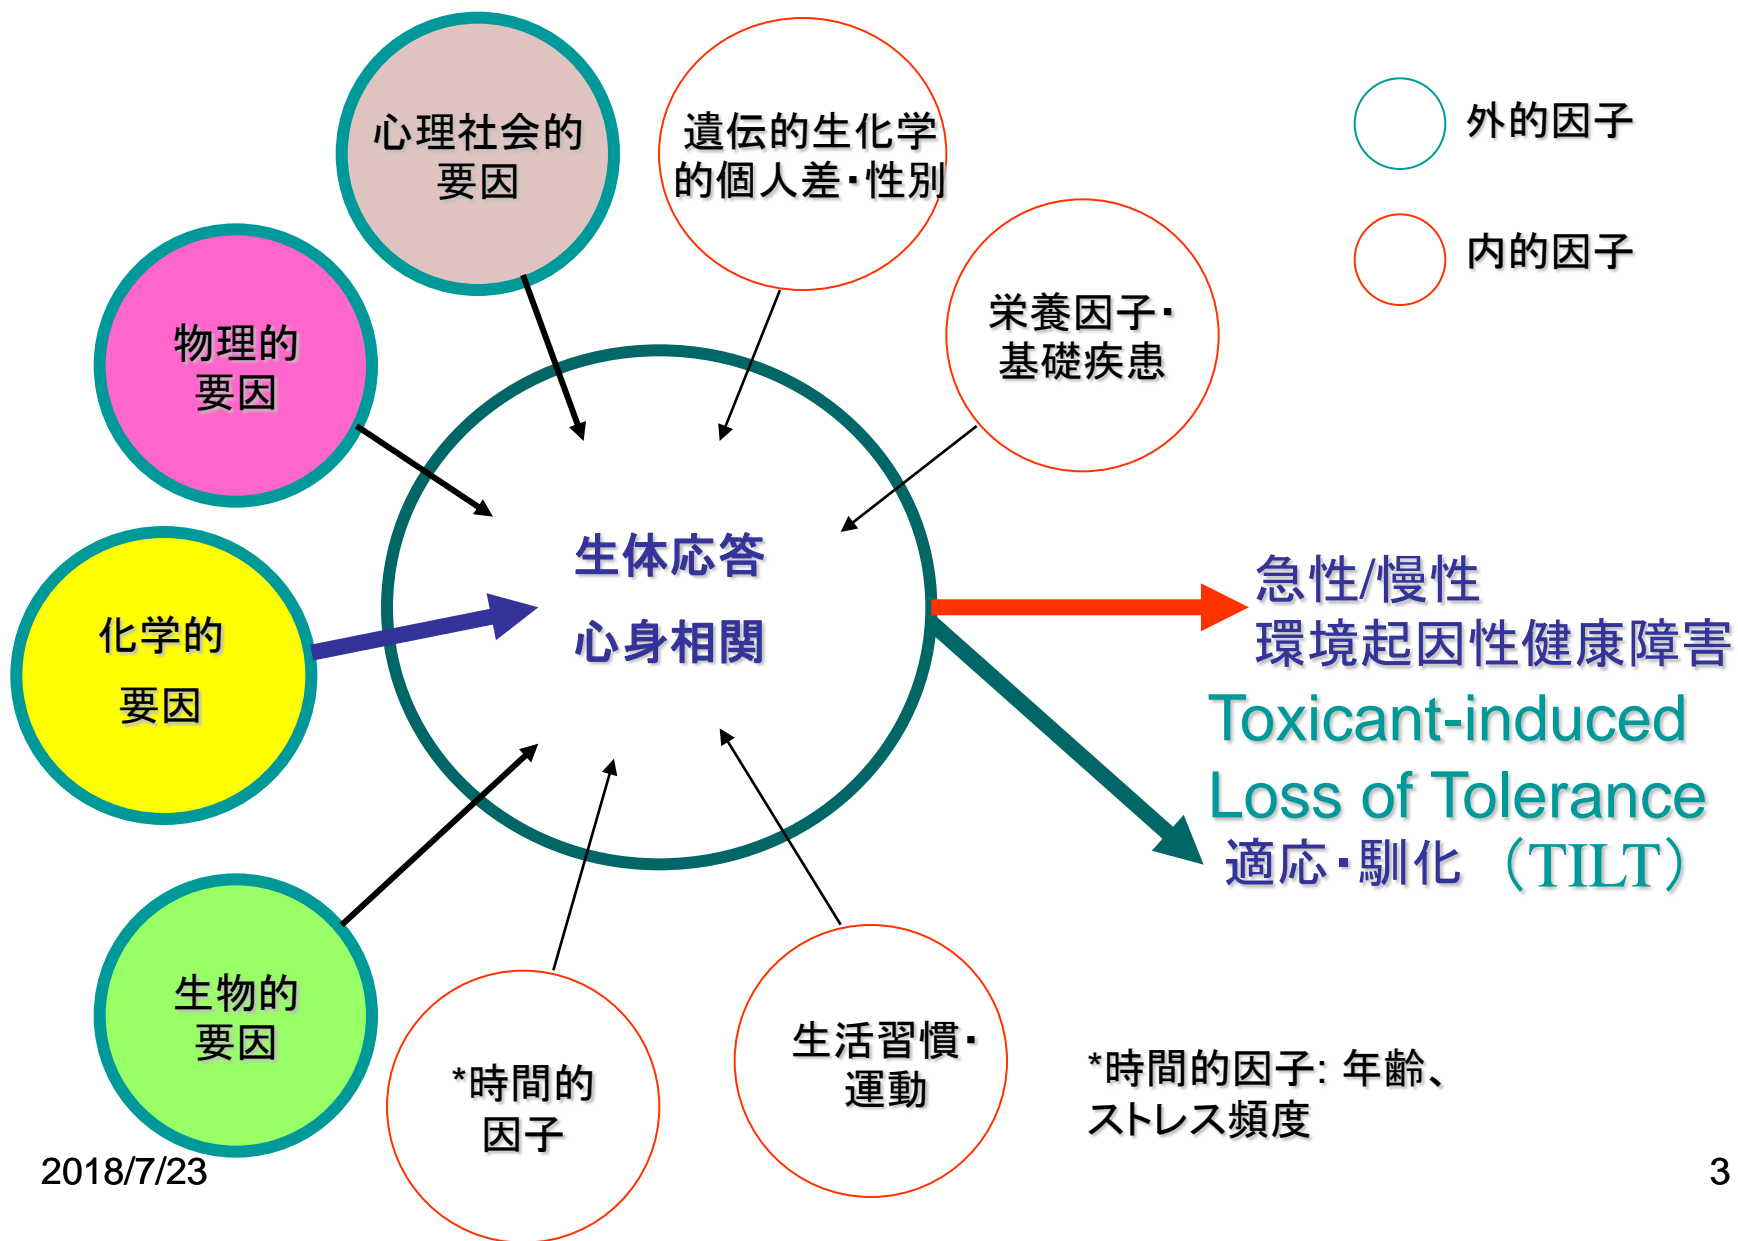 心理社会的
要因
遺伝的生化学
的個人差・性別
外的因子
内的因子
栄養因子・
基礎疾患
物理的
要因
生体応答
心身相関
化学的
要因
急性/慢性
環境起因性健康障害
Toxicant-induced
Loss of Tolerance
適応・馴化（TILT）
生物的
要因
*時間的
因子
生活習慣・
運動
*時間的因子: 年齢、
ストレス頻度
2018/7/23
3